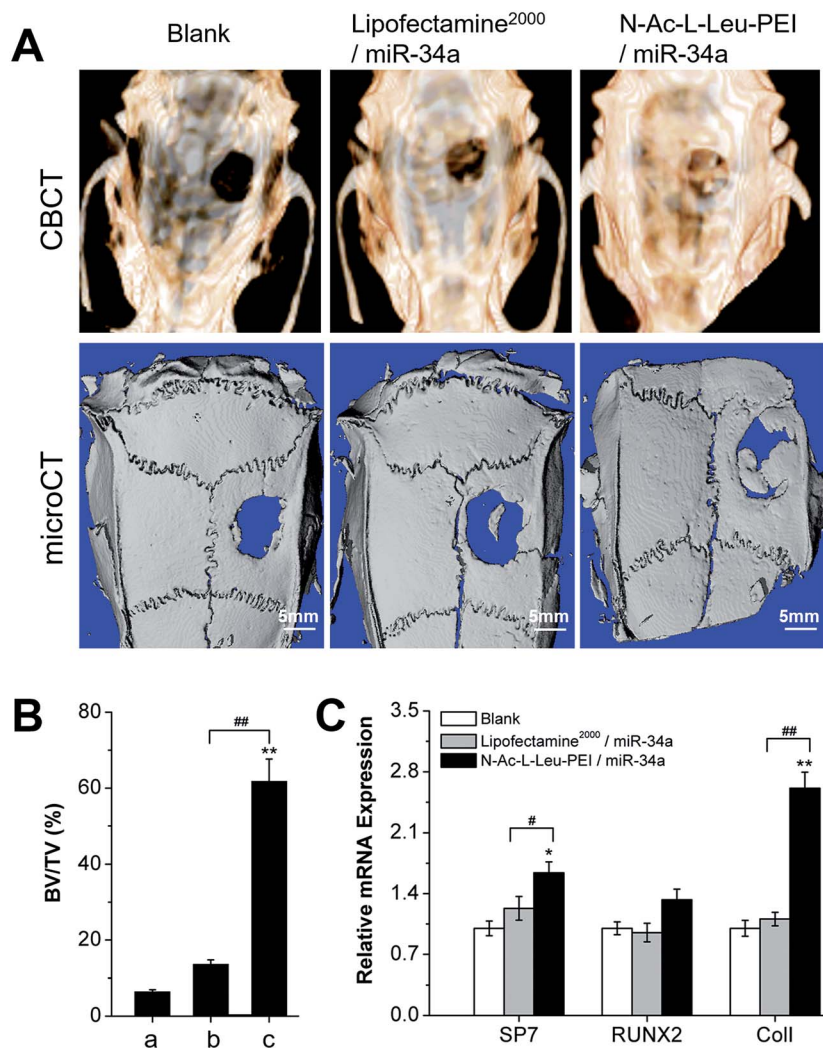 A
Blank
Lipofectamine²⁰⁰⁰
/ miR-34a
N-Ac-L-Leu-PEI
/ miR-34a
CBCT
microCT
5mm
5mm
5mm
B
BV/TV (%)
80
60
40
20
0
##
**
a
b
c
C
Relative mRNA Expression
3.5
2.8
2.1
1.4
0.7
0.0
Blank
Lipofectamine²⁰⁰⁰ / miR-34a
N-Ac-L-Leu-PEI / miR-34a
#
*
##
**
SP7
RUNX2
ColI